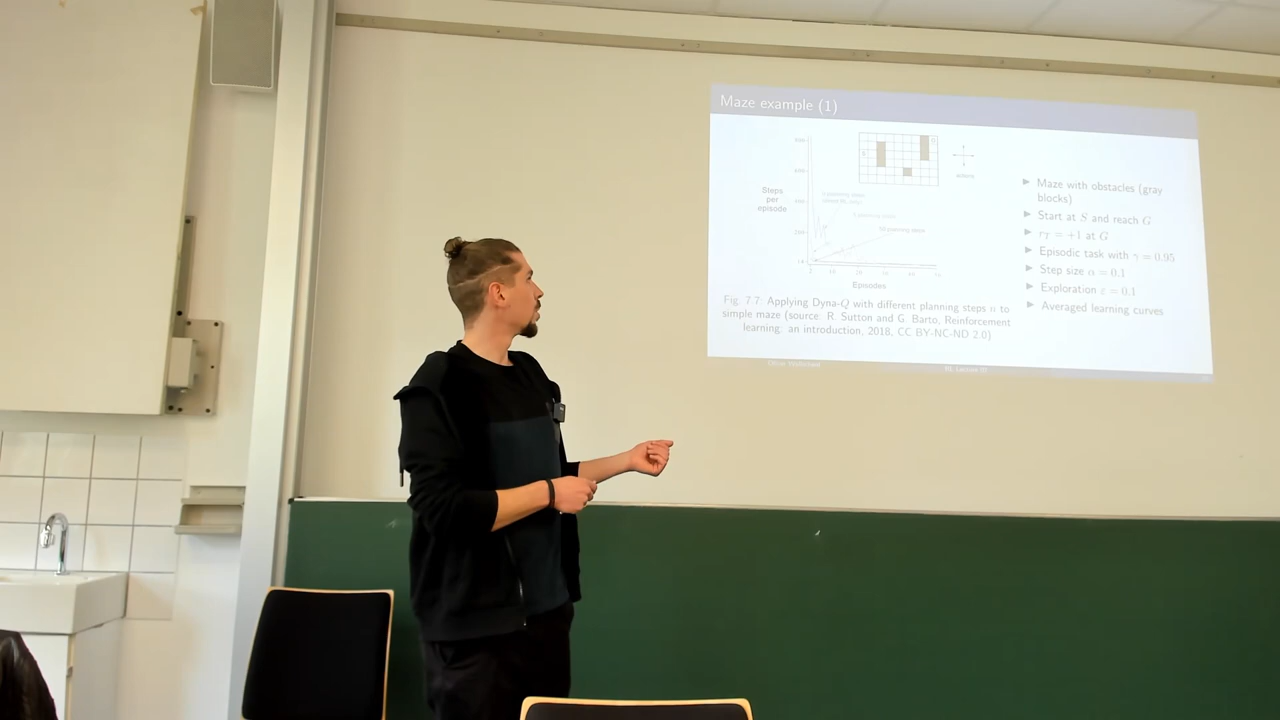 Maze example (1)
Steps
per
episode
actions
Episodes
Fig. 7.7: Applying Dyna-Q with different planning steps n to
simple maze (source: R. Sutton and G. Barto, Reinforcement
learning: an introduction, 2018, CC BY-NC-ND 2.0)
▶ Maze with obstacles (gray
blocks)
▶ Start at S and reach G
▶ r_T = +1 at G
▶ Episodic task with γ = 0.95
▶ Step size α = 0.1
▶ Exploration ε = 0.1
▶ Averaged learning curves